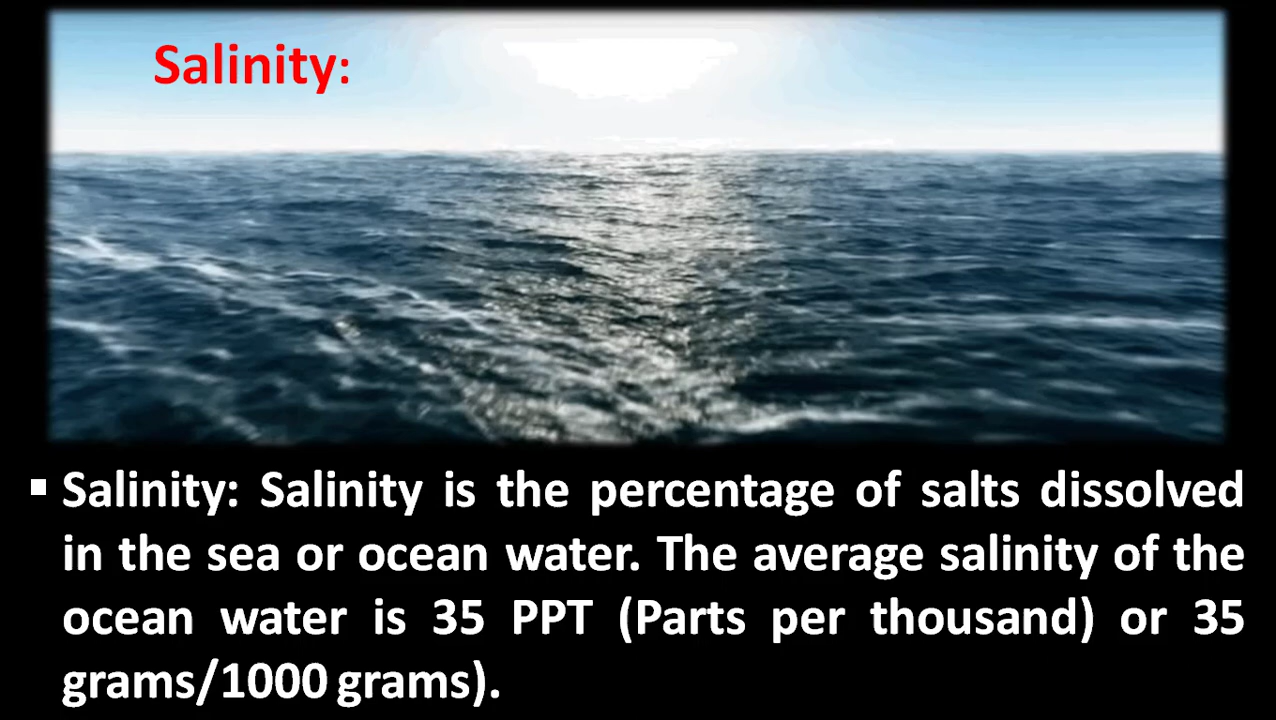 Salinity:
▪ Salinity: Salinity is the percentage of salts dissolved
in the sea or ocean water. The average salinity of the
ocean water is 35 PPT (Parts per thousand) or 35
grams/1000 grams).